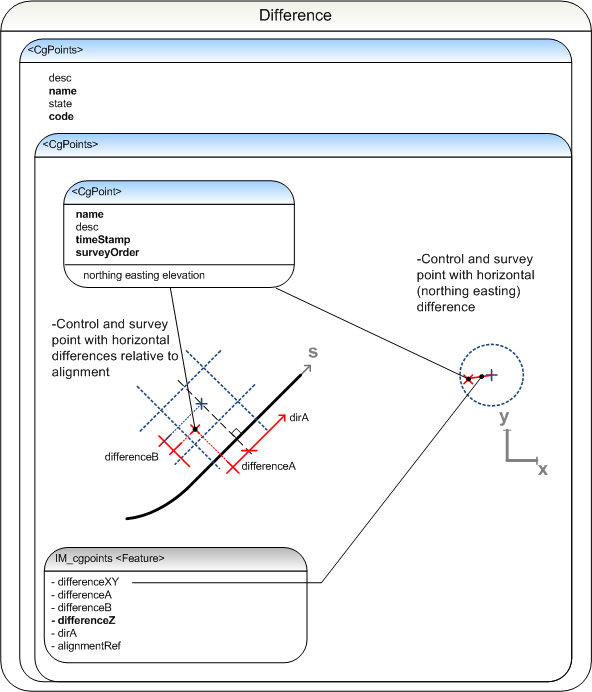 Difference
<CgPoints>
desc
name
state
code
<CgPoints>
<CgPoint>
name
desc
timeStamp
surveyOrder
northing easting elevation
-Control and survey
point with horizontal
(northing easting)
difference
-Control and survey
point with horizontal
differences relative to
alignment
s
dirA
differenceB
differenceA
y
x
IM_cgpoints <Feature>
- differenceXY
- differenceA
- differenceB
- differenceZ
- dirA
- alignmentRef